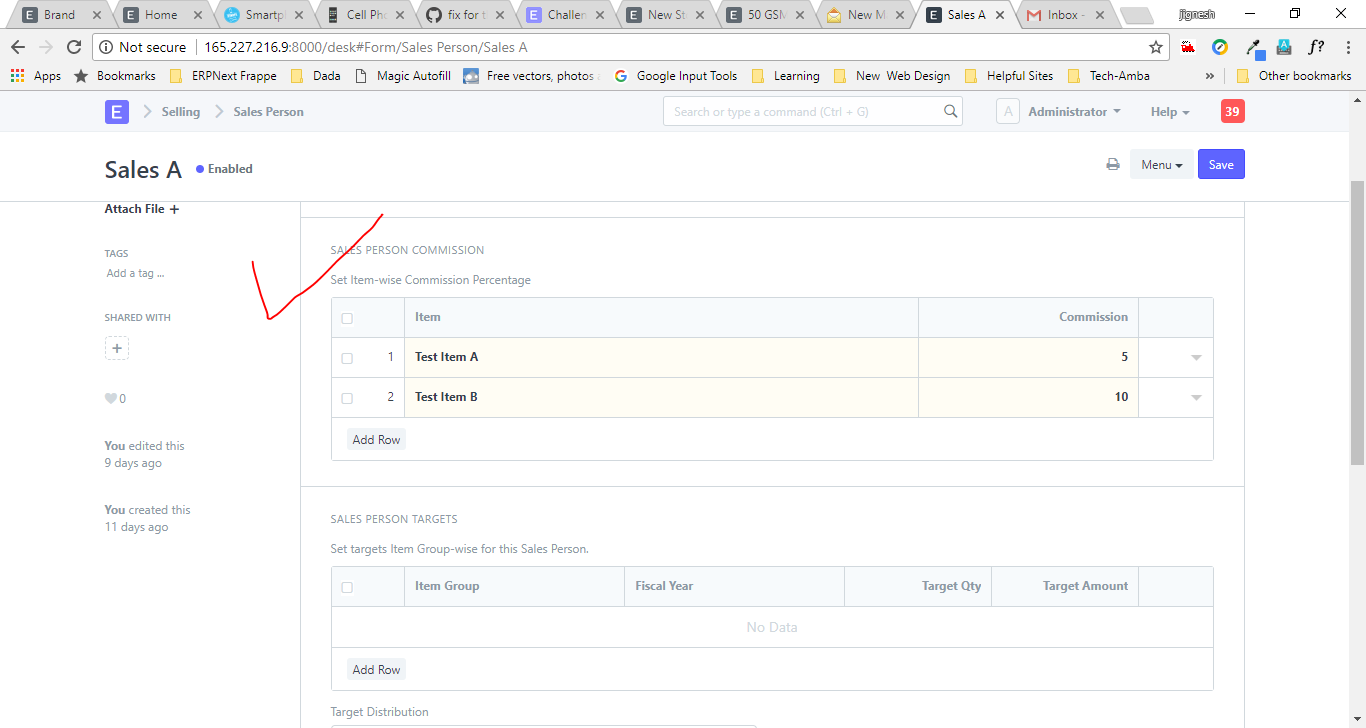 Brand
Home
Smartpl
Cell Pho
fix for t
Challen
New St
50 GSM
New M
Sales A
Inbox -
jignesh
Not secure
165.227.216.9:8000/desk#Form/Sales Person/Sales A
f?
Apps
Bookmarks
ERPNext Frappe
Dada
Magic Autofill
Free vectors, photos
Google Input Tools
Learning
New Web Design
Helpful Sites
Tech-Amba
»
Other bookmarks
E
Selling
Sales Person
Search or type a command (Ctrl + G)
A
Administrator
Help
39
Sales A
Enabled
Menu
Save
Attach File +
TAGS
Add a tag ...
SHARED WITH
+
0
You edited this
9 days ago
You created this
11 days ago
SALES PERSON COMMISSION
Set Item-wise Commission Percentage
Item Commission
1 Test Item A 5
2 Test Item B 10
Add Row
SALES PERSON TARGETS
Set targets Item Group-wise for this Sales Person.
Item Group Fiscal Year Target Qty Target Amount
No Data
Add Row
Target Distribution